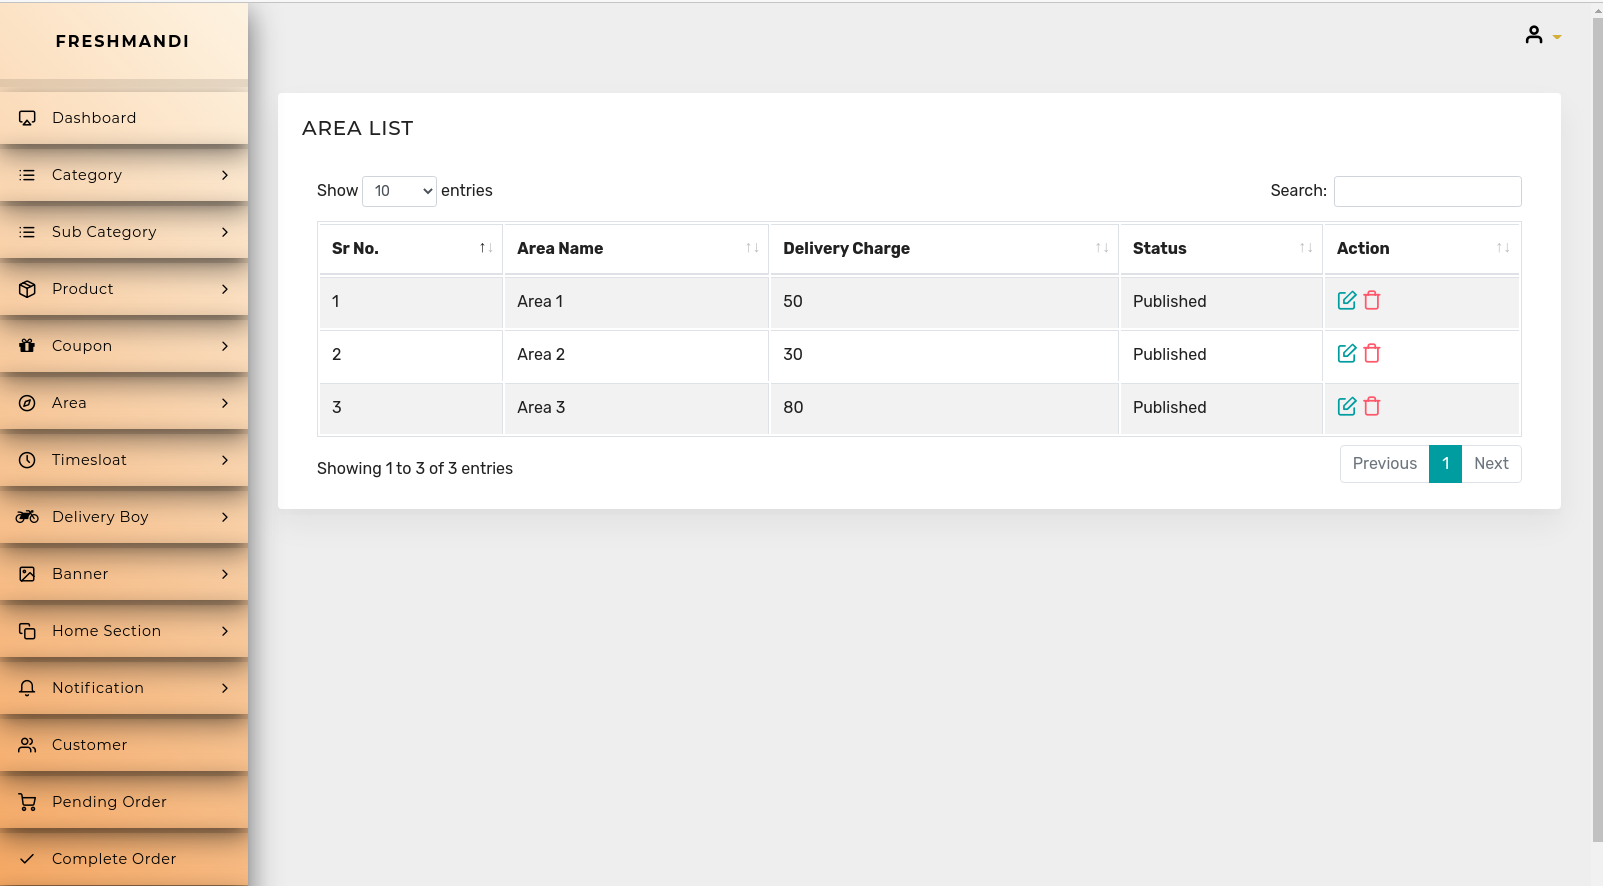 FRESHMANDI
Dashboard
Category
Sub Category
Product
Coupon
Area
Timesloat
Delivery Boy
Banner
Home Section
Notification
Customer
Pending Order
Complete Order
AREA LIST
Show 10 entries Search:
Sr No. Area Name Delivery Charge Status Action
1 Area 1 50 Published
2 Area 2 30 Published
3 Area 3 80 Published
Showing 1 to 3 of 3 entries Previous 1 Next